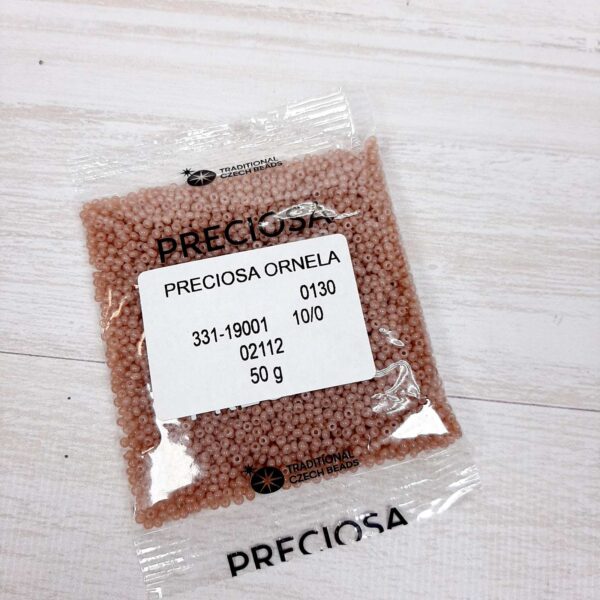 TRADITIONAL
CZECH BEADS
PRECIOSA
PRECIOSA ORNELA
0130
331-19001 10/0
02112
50 g
TRADITIONAL
CZECH BEADS
PRECIOSA